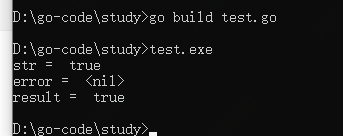 D:\go-code\study>go build test.go
D:\go-code\study>test.exe
str =  true
error =  <nil>
result =  true
D:\go-code\study>